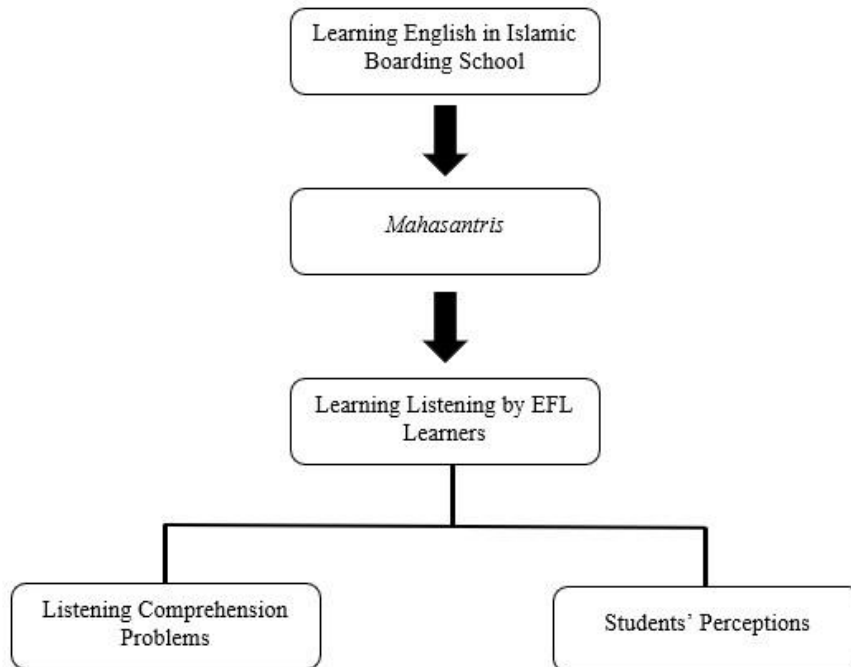 Learning English in Islamic
Boarding School
Mahasantris
Learning Listening by EFL
Learners
Listening Comprehension
Problems
Students’ Perceptions